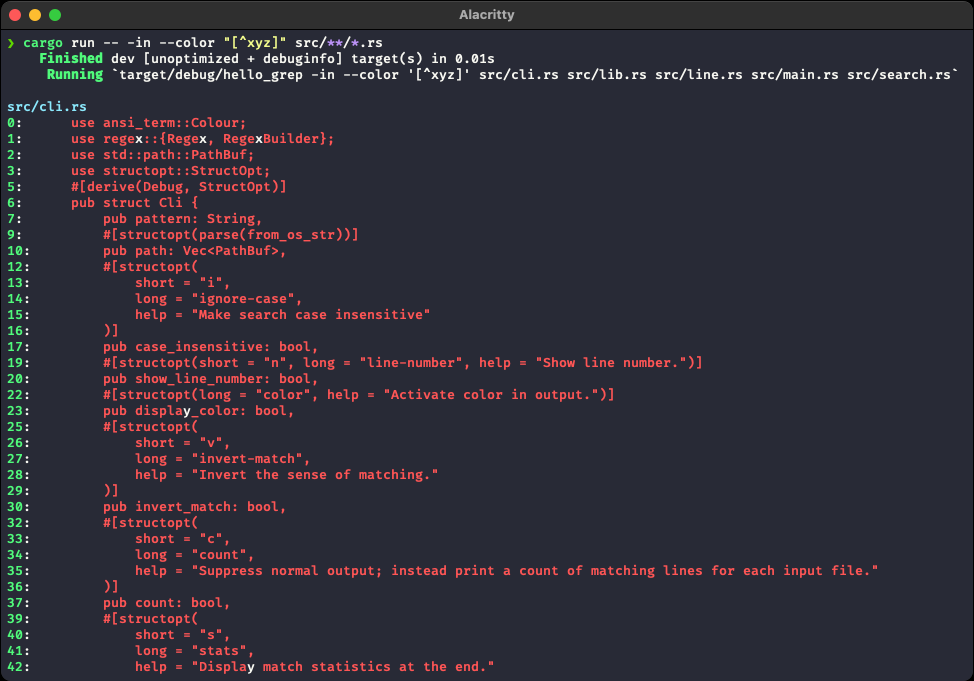 Alacritty
❯ cargo run -- -in --color "[^xyz]" src/**/*.rs
    Finished dev [unoptimized + debuginfo] target(s) in 0.01s
     Running `target/debug/hello_grep -in --color '[^xyz]' src/cli.rs src/lib.rs src/line.rs src/main.rs src/search.rs`
src/cli.rs
0:      use ansi_term::Colour;
1:      use regex::{Regex, RegexBuilder};
2:      use std::path::PathBuf;
3:      use structopt::StructOpt;
5:      #[derive(Debug, StructOpt)]
6:      pub struct Cli {
7:          pub pattern: String,
9:          #[structopt(parse(from_os_str))]
10:         pub path: Vec<PathBuf>,
12:         #[structopt(
13:             short = "i",
14:             long = "ignore-case",
15:             help = "Make search case insensitive"
16:         )]
17:         pub case_insensitive: bool,
19:         #[structopt(short = "n", long = "line-number", help = "Show line number.")]
20:         pub show_line_number: bool,
22:         #[structopt(long = "color", help = "Activate color in output.")]
23:         pub display_color: bool,
25:         #[structopt(
26:             short = "v",
27:             long = "invert-match",
28:             help = "Invert the sense of matching."
29:         )]
30:         pub invert_match: bool,
32:         #[structopt(
33:             short = "c",
34:             long = "count",
35:             help = "Suppress normal output; instead print a count of matching lines for each input file."
36:         )]
37:         pub count: bool,
39:         #[structopt(
40:             short = "s",
41:             long = "stats",
42:             help = "Display match statistics at the end."